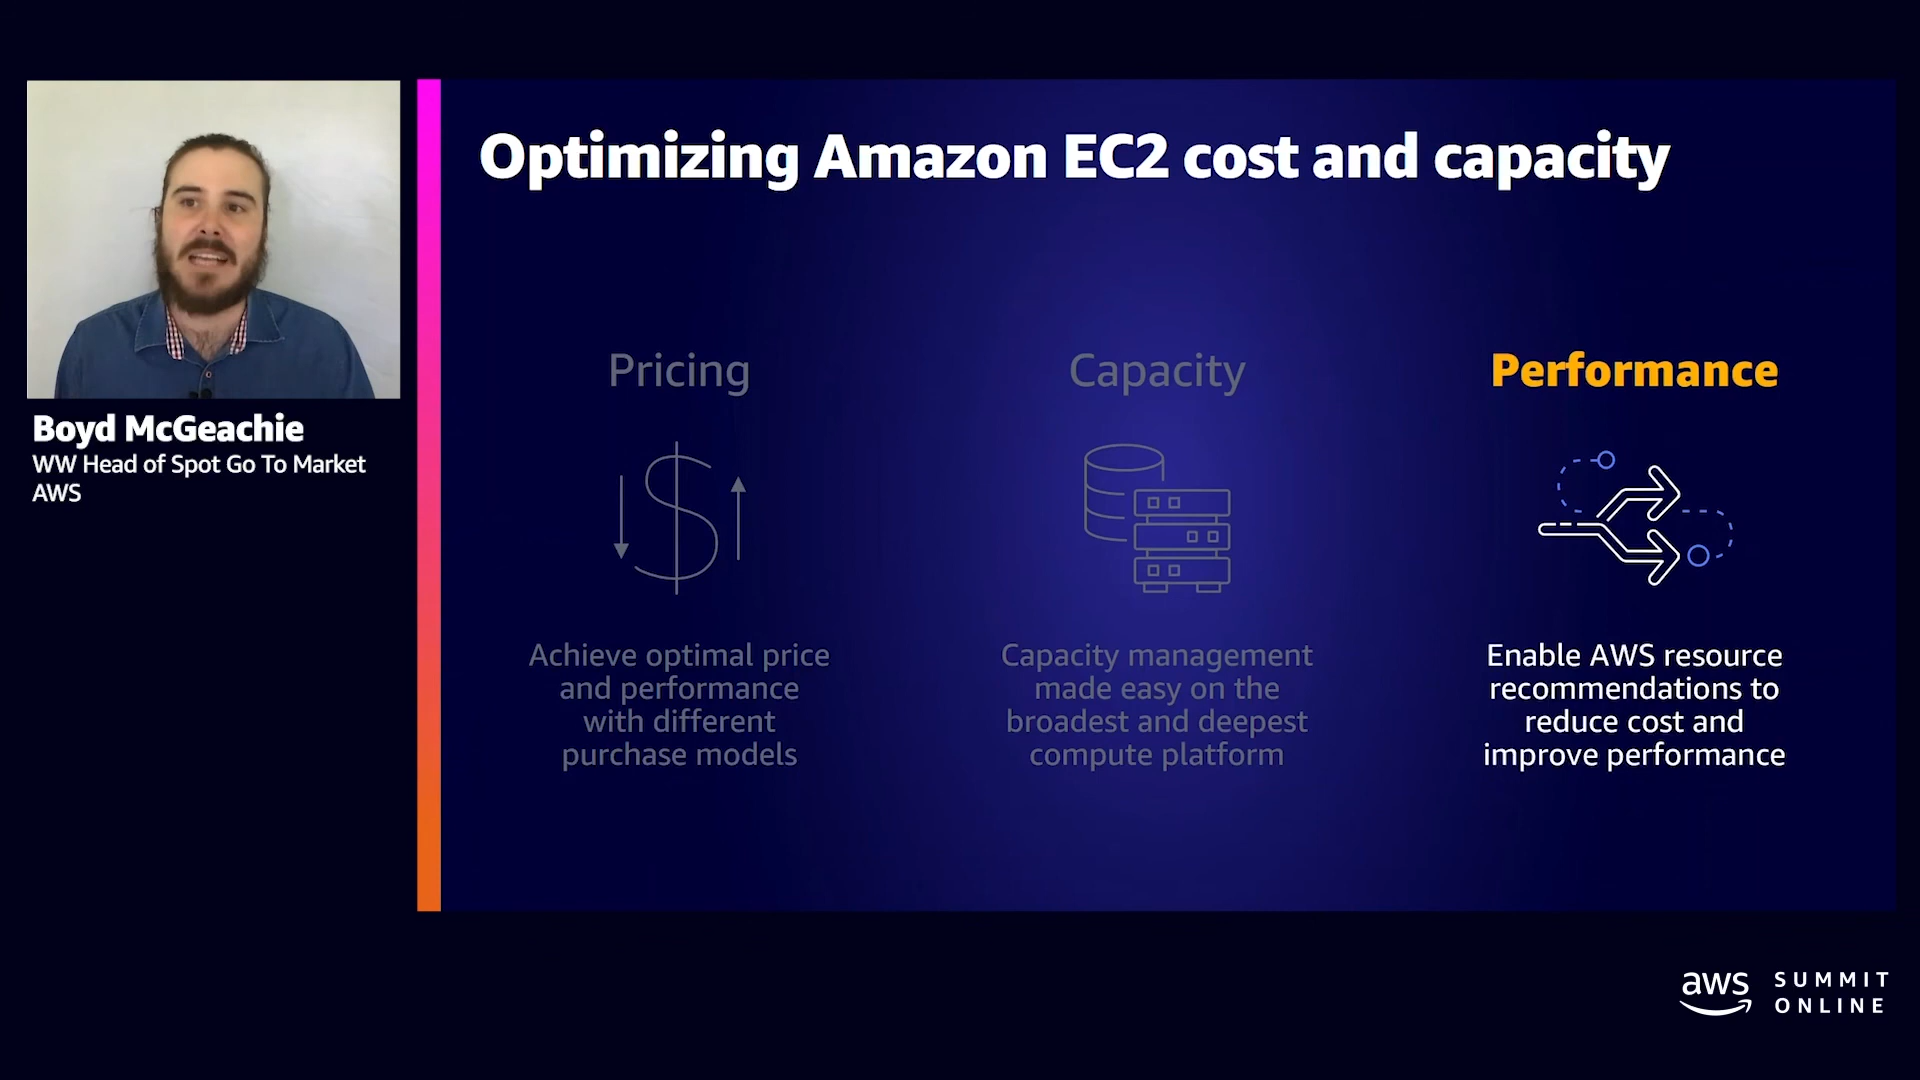 Optimizing Amazon EC2 cost and capacity
Boyd McGeachie
WW Head of Spot Go To Market
AWS
Pricing
Achieve optimal price
and performance
with different
purchase models
Capacity
Capacity management
made easy on the
broadest and deepest
compute platform
Performance
Enable AWS resource
recommendations to
reduce cost and
improve performance
aws
SUMMIT
ONLINE